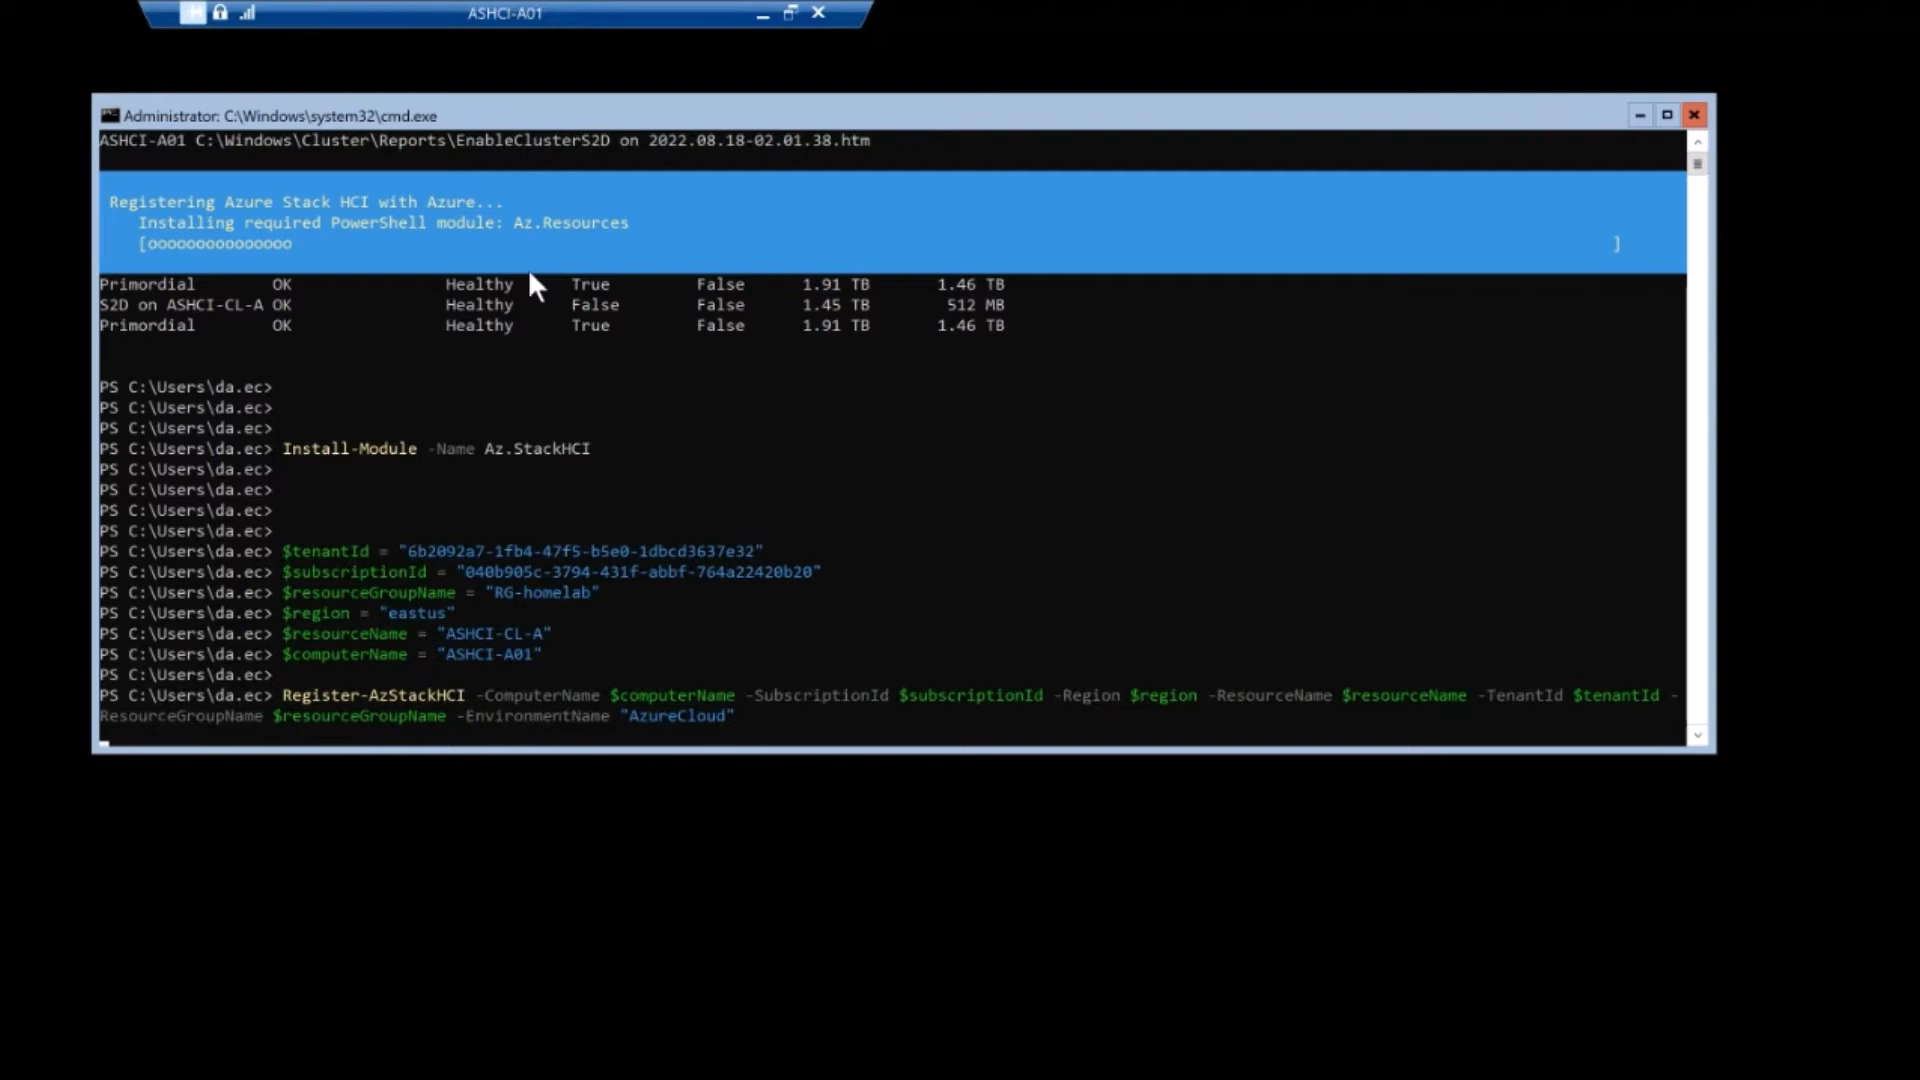 ASHCI-A01
Administrator: C:\Windows\system32\cmd.exe
ASHCI-A01 C:\Windows\Cluster\Reports\EnableClusterS2D on 2022.08.18-02.01.38.htm
Registering Azure Stack HCI with Azure...
Installing required PowerShell module: Az.Resources
[ooooooooooooooo ]
Primordial OK Healthy True False 1.91 TB 1.46 TB
S2D on ASHCI-CL-A OK Healthy False False 1.45 TB 512 MB
Primordial OK Healthy True False 1.91 TB 1.46 TB
PS C:\Users\da.ec>
PS C:\Users\da.ec>
PS C:\Users\da.ec>
PS C:\Users\da.ec> Install-Module -Name Az.StackHCI
PS C:\Users\da.ec>
PS C:\Users\da.ec>
PS C:\Users\da.ec>
PS C:\Users\da.ec>
PS C:\Users\da.ec> $tenantId = "6b2092a7-1fb4-47f5-b5e0-1dbcd3637e32"
PS C:\Users\da.ec> $subscriptionId = "040b905c-3794-431f-abbf-764a22420b20"
PS C:\Users\da.ec> $resourceGroupName = "RG-homelab"
PS C:\Users\da.ec> $region = "eastus"
PS C:\Users\da.ec> $resourceName = "ASHCI-CL-A"
PS C:\Users\da.ec> $computerName = "ASHCI-A01"
PS C:\Users\da.ec>
PS C:\Users\da.ec> Register-AzStackHCI -ComputerName $computerName -SubscriptionId $subscriptionId -Region $region -ResourceName $resourceName -TenantId $tenantId -
ResourceGroupName $resourceGroupName -EnvironmentName "AzureCloud"